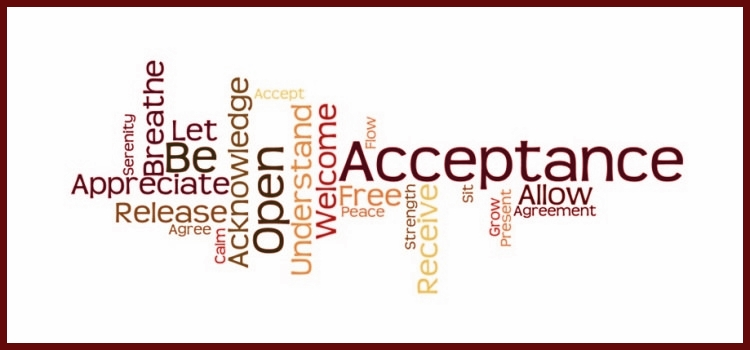 Serenity
Breathe
Let
Be
Appreciate
Release
Agree
Calm
Acknowledge
Accept
Open
Understand
Welcome
Flow
Acceptance
Free
Peace
Strength
Receive
Sit
Grow
Present
Allow
Agreement